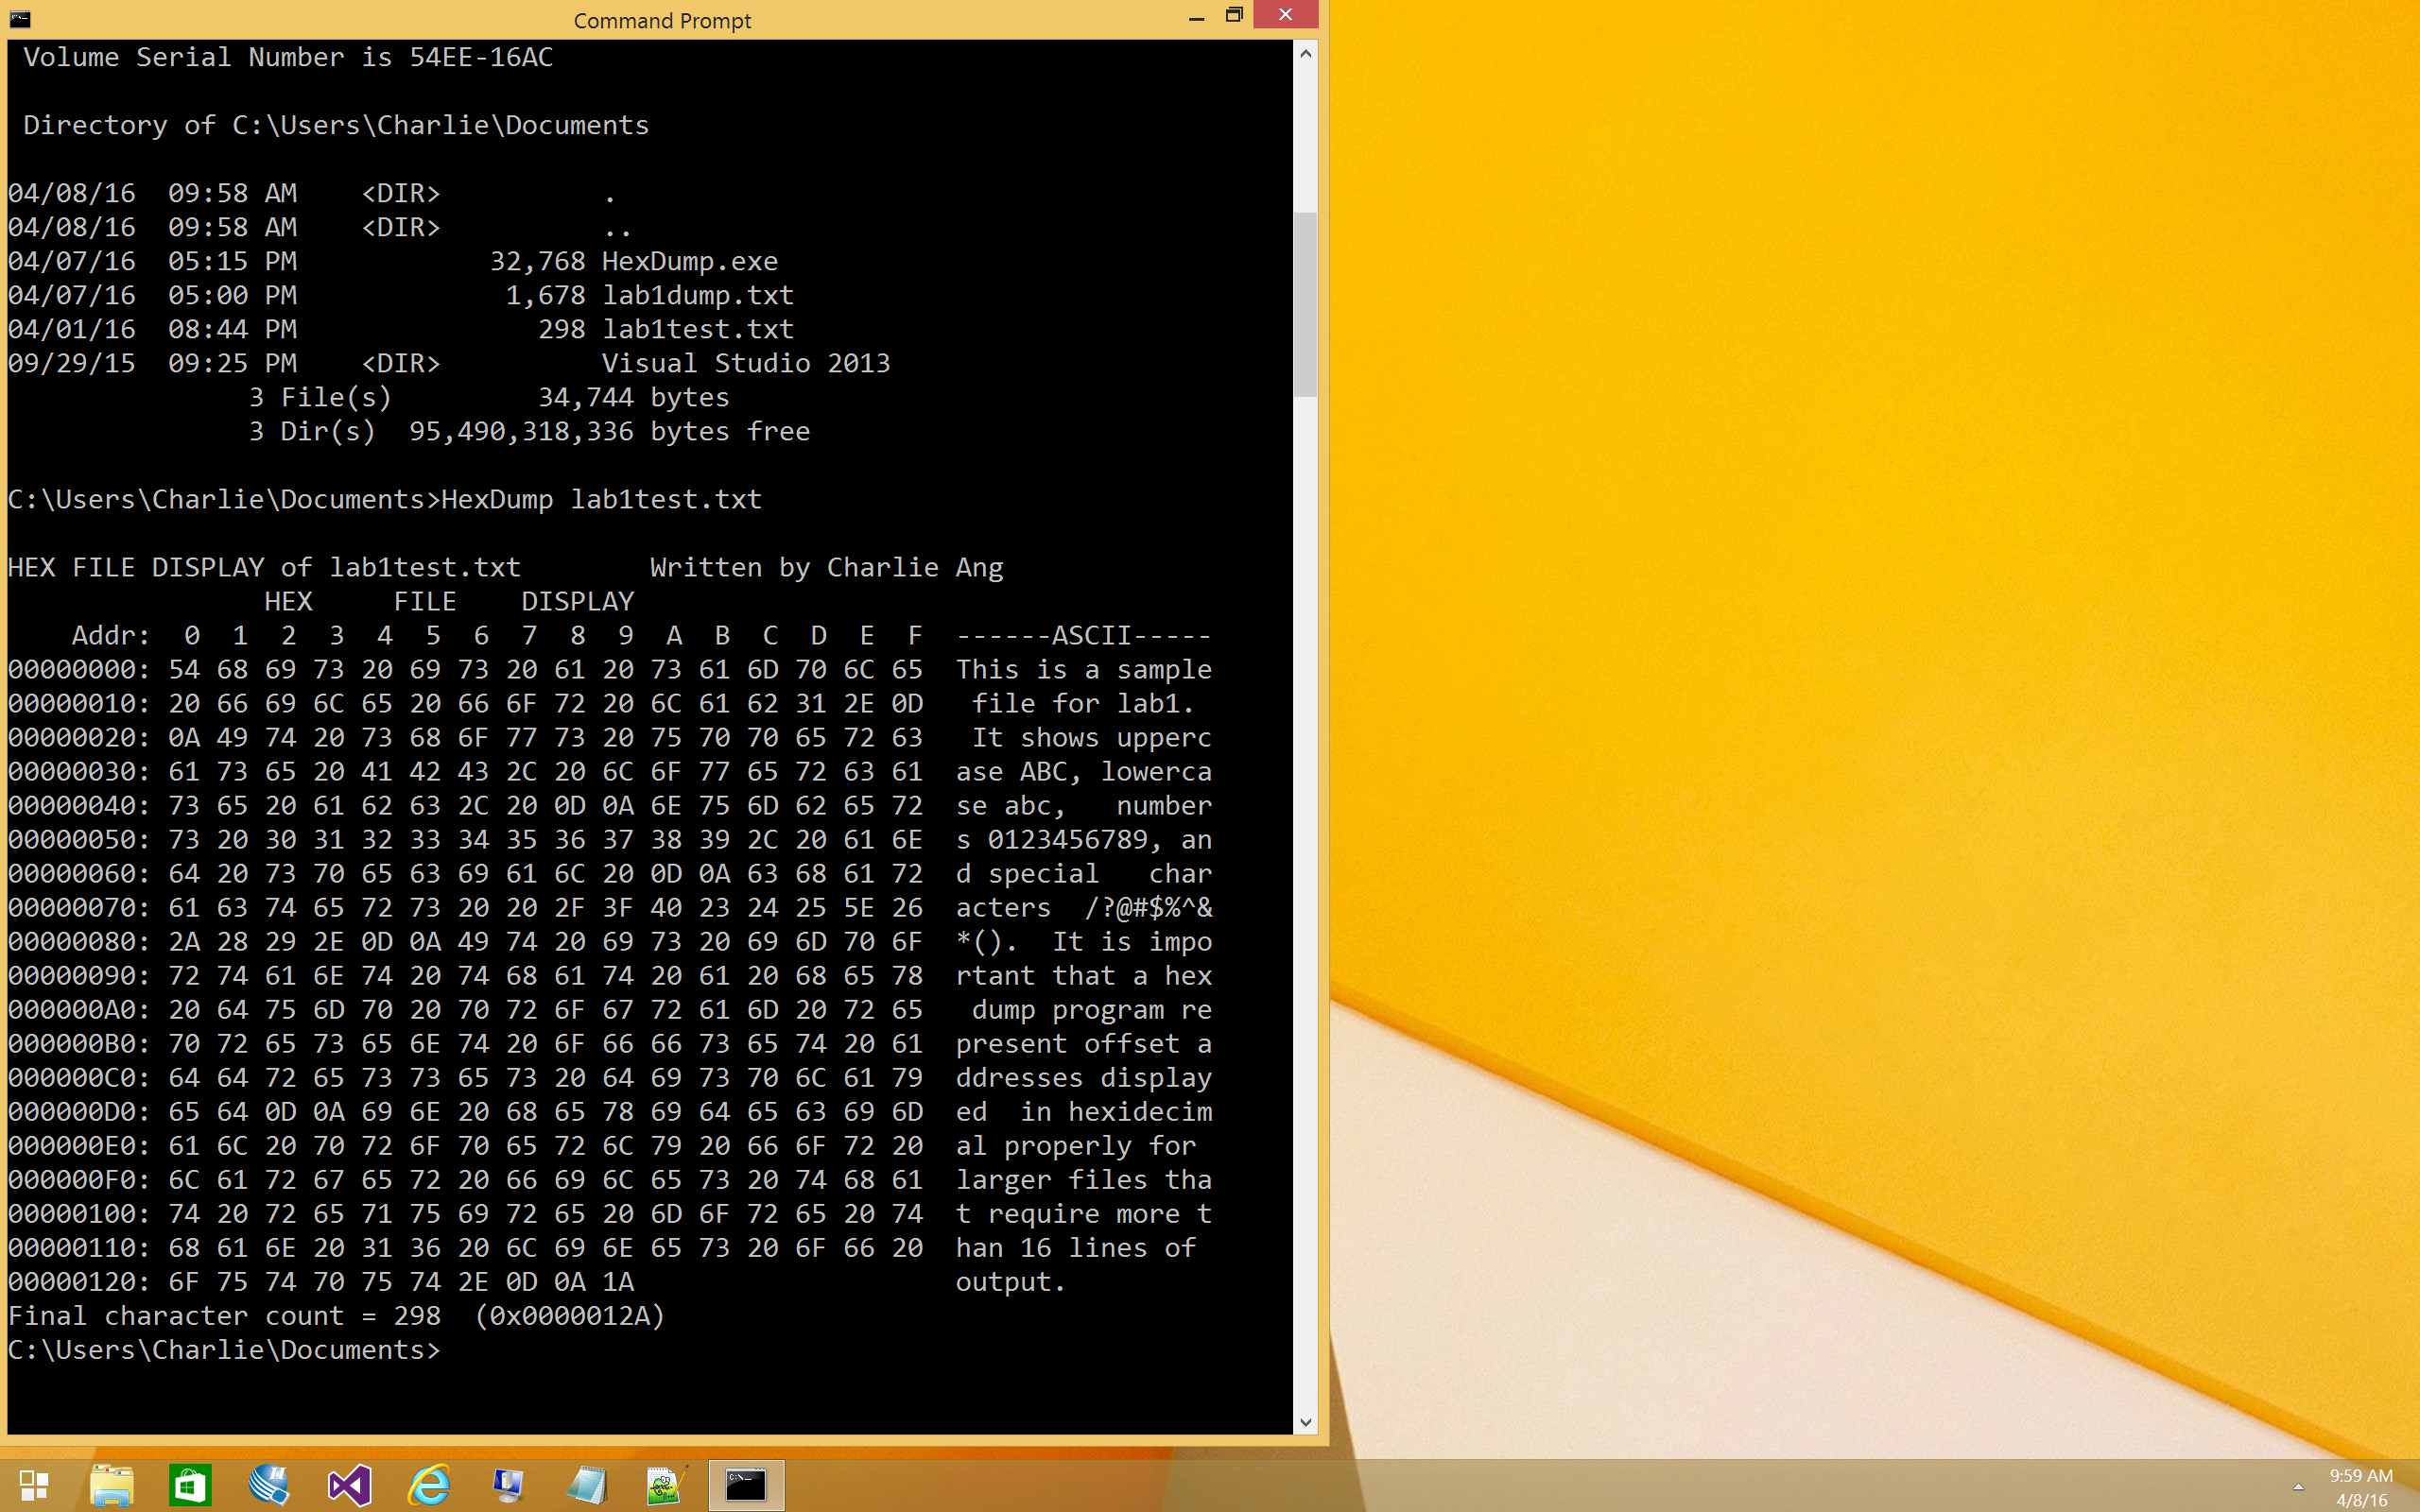 Command Prompt
 Volume Serial Number is 54EE-16AC
 Directory of C:\Users\Charlie\Documents
04/08/16  09:58 AM    <DIR>          .
04/08/16  09:58 AM    <DIR>          ..
04/07/16  05:15 PM            32,768 HexDump.exe
04/07/16  05:00 PM             1,678 lab1dump.txt
04/01/16  08:44 PM               298 lab1test.txt
09/29/15  09:25 PM    <DIR>          Visual Studio 2013
               3 File(s)         34,744 bytes
               3 Dir(s)  95,490,318,336 bytes free
C:\Users\Charlie\Documents>HexDump lab1test.txt
HEX FILE DISPLAY of lab1test.txt        Written by Charlie Ang
                HEX     FILE    DISPLAY
    Addr:  0  1  2  3  4  5  6  7  8  9  A  B  C  D  E  F  ------ASCII-----
00000000: 54 68 69 73 20 69 73 20 61 20 73 61 6D 70 6C 65  This is a sample
00000010: 20 66 69 6C 65 20 66 6F 72 20 6C 61 62 31 2E 0D   file for lab1.
00000020: 0A 49 74 20 73 68 6F 77 73 20 75 70 70 65 72 63   It shows upperc
00000030: 61 73 65 20 41 42 43 2C 20 6C 6F 77 65 72 63 61  ase ABC, lowerca
00000040: 73 65 20 61 62 63 2C 20 0D 0A 6E 75 6D 62 65 72  se abc,   number
00000050: 73 20 30 31 32 33 34 35 36 37 38 39 2C 20 61 6E  s 0123456789, an
00000060: 64 20 73 70 65 63 69 61 6C 20 0D 0A 63 68 61 72  d special   char
00000070: 61 63 74 65 72 73 20 20 2F 3F 40 23 24 25 5E 26  acters  /?@#$%^&
00000080: 2A 28 29 2E 0D 0A 49 74 20 69 73 20 69 6D 70 6F  *().  It is impo
00000090: 72 74 61 6E 74 20 74 68 61 74 20 61 20 68 65 78  rtant that a hex
000000A0: 20 64 75 6D 70 20 70 72 6F 67 72 61 6D 20 72 65   dump program re
000000B0: 70 72 65 73 65 6E 74 20 6F 66 66 73 65 74 20 61  present offset a
000000C0: 64 64 72 65 73 73 65 73 20 64 69 73 70 6C 61 79  ddresses display
000000D0: 65 64 0D 0A 69 6E 20 68 65 78 69 64 65 63 69 6D  ed  in hexidecim
000000E0: 61 6C 20 70 72 6F 70 65 72 6C 79 20 66 6F 72 20  al properly for
000000F0: 6C 61 72 67 65 72 20 66 69 6C 65 73 20 74 68 61  larger files tha
00000100: 74 20 72 65 71 75 69 72 65 20 6D 6F 72 65 20 74  t require more t
00000110: 68 61 6E 20 31 36 20 6C 69 6E 65 73 20 6F 66 20  han 16 lines of
00000120: 6F 75 74 70 75 74 2E 0D 0A 1A                    output.
Final character count = 298  (0x0000012A)
C:\Users\Charlie\Documents>
9:59 AM
4/8/16